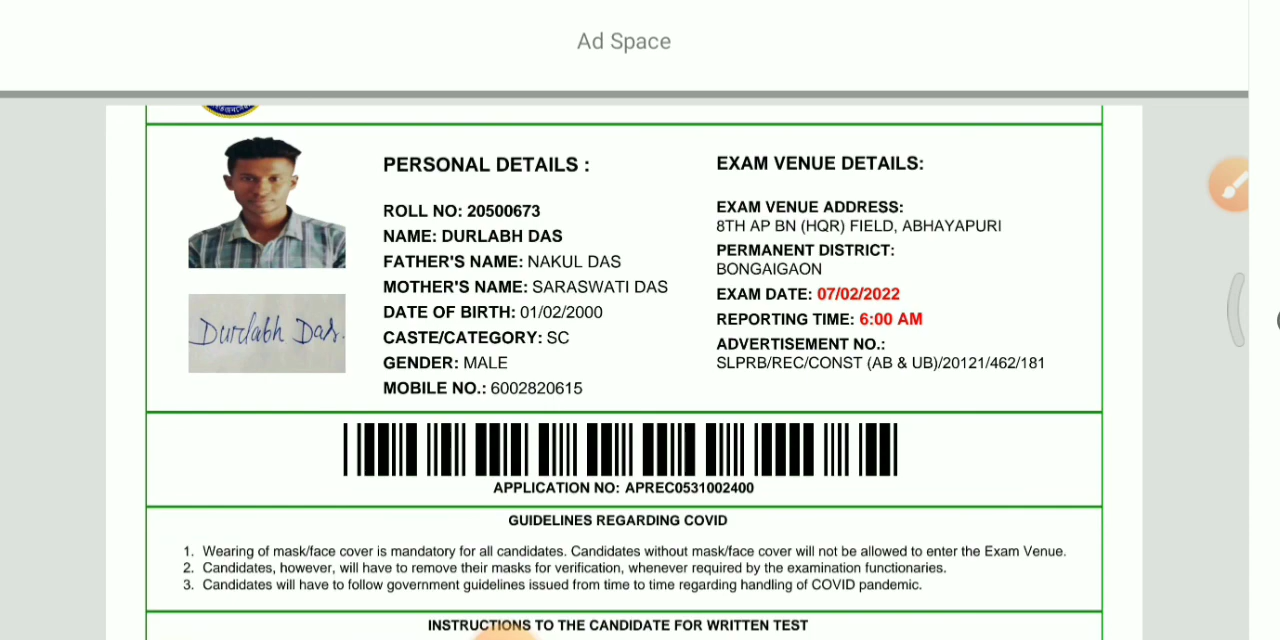 Ad Space
PERSONAL DETAILS :
ROLL NO: 20500673
NAME: DURLABH DAS
FATHER'S NAME: NAKUL DAS
MOTHER'S NAME: SARASWATI DAS
DATE OF BIRTH: 01/02/2000
CASTE/CATEGORY: SC
GENDER: MALE
MOBILE NO.: 6002820615
Durlabh Das.
EXAM VENUE DETAILS:
EXAM VENUE ADDRESS:
8TH AP BN (HQR) FIELD, ABHAYAPURI
PERMANENT DISTRICT:
BONGAIGAON
EXAM DATE: 07/02/2022
REPORTING TIME: 6:00 AM
ADVERTISEMENT NO.:
SLPRB/REC/CONST (AB & UB)/20121/462/181
APPLICATION NO: APREC0531002400
GUIDELINES REGARDING COVID
1. Wearing of mask/face cover is mandatory for all candidates. Candidates without mask/face cover will not be allowed to enter the Exam Venue.
2. Candidates, however, will have to remove their masks for verification, whenever required by the examination functionaries.
3. Candidates will have to follow government guidelines issued from time to time regarding handling of COVID pandemic.
INSTRUCTIONS TO THE CANDIDATE FOR WRITTEN TEST